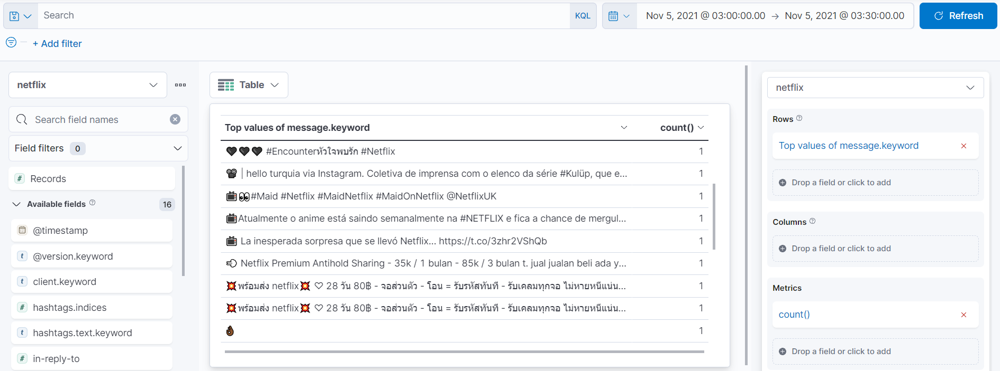 Search
KQL
Nov 5, 2021 @ 03:00:00.00 → Nov 5, 2021 @ 03:30:00.00
Refresh
+ Add filter
netflix
Search field names
Field filters 0
Records
Available fields 16
@timestamp
@version.keyword
client.keyword
hashtags.indices
hashtags.text.keyword
in-reply-to
Table
Top values of message.keyword count()
🖤🖤🖤 #Encounterหัวใจพบรัก #Netflix 1
📽 | hello turquia via Instagram. Coletiva de imprensa com o elenco da série #Kulüp, que e... 1
📺👀#Maid #Netflix #MaidNetflix #MaidOnNetflix @NetflixUK 1
📺Atualmente o anime está saindo semanalmente na #NETFLIX e fica a chance de mergul... 1
📺 La inesperada sorpresa que se llevó Netflix... https://t.co/3zhr2VShQb 1
💨 Netflix Premium Antihold Sharing - 35k / 1 bulan - 85k / 3 bulan t. jual jualan beli ada y... 1
💥พร้อมส่ง netflix💥 ♡ 28 วัน 80฿ - จอส่วนตัว - โอน = รับรหัสทันที - รับเคลมทุกจอ ไม่หายหนีแน่น... 1
💥พร้อมส่ง netflix💥 ♡ 28 วัน 80฿ - จอส่วนตัว - โอน = รับรหัสทันที - รับเคลมทุกจอ ไม่หายหนีแน่น... 1
👌🏿 1
netflix
Rows
Top values of message.keyword
Drop a field or click to add
Columns
Drop a field or click to add
Metrics
count()
Drop a field or click to add